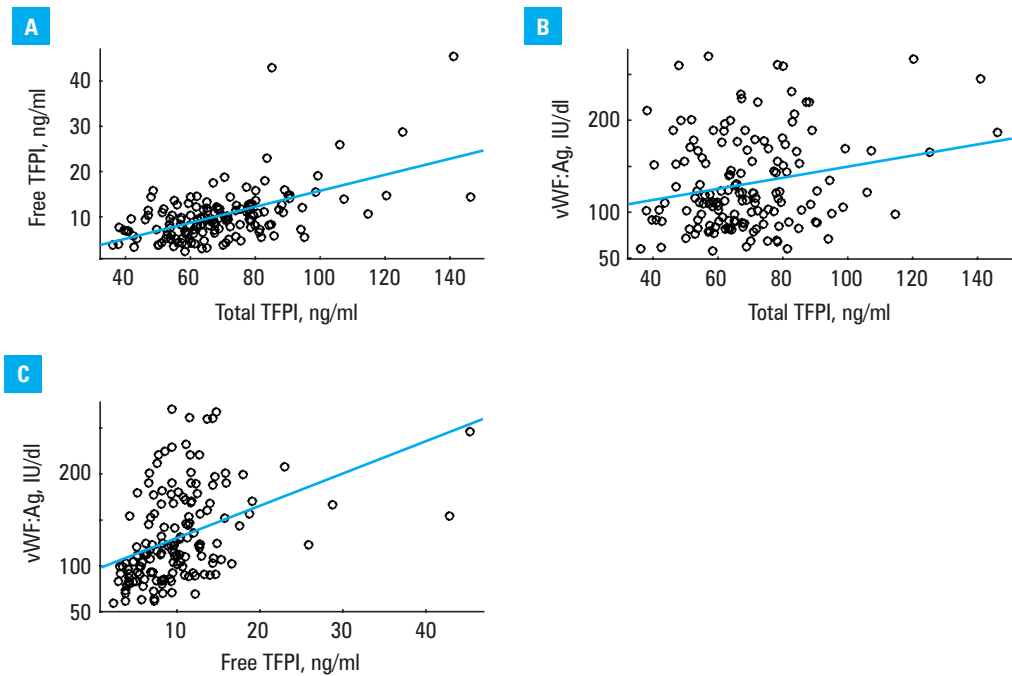 A
Free TFPI, ng/ml
40
30
20
10
40 60 80 100 120 140
Total TFPI, ng/ml
B
vWF:Ag, IU/dl
200
100
50
40 60 80 100 120 140
Total TFPI, ng/ml
C
vWF:Ag, IU/dl
200
100
50
10 20 30 40
Free TFPI, ng/ml